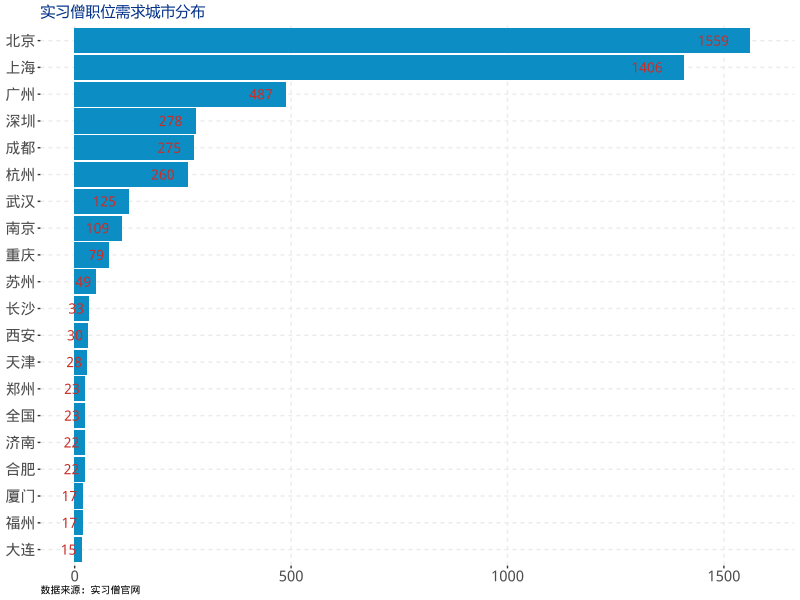 实习僧职位需求城市分布
北京 1559
上海 1406
广州 487
深圳 278
成都 275
杭州 260
武汉 125
南京 109
重庆 79
苏州 49
长沙 33
西安 30
天津 28
郑州 23
全国 23
济南 22
合肥 22
厦门 17
福州 17
大连 15
0 500 1000 1500
数据来源：实习僧官网